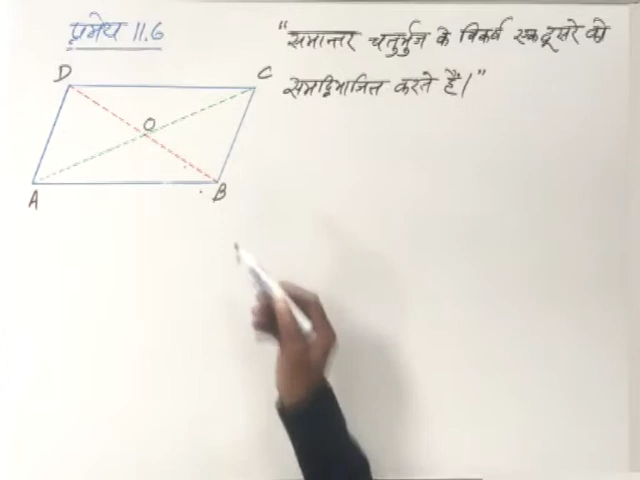 प्रमेय 11.6
"समान्तर चतुर्भुज के विकर्ण एक दूसरे को
समद्विभाजित करते हैं।"
D
C
O
A
B